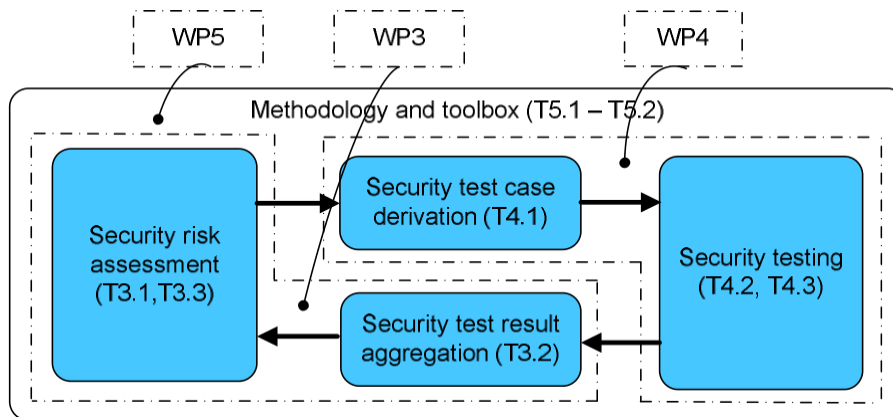 WP5
WP3
WP4
Methodology and toolbox (T5.1 – T5.2)
Security risk
assessment
(T3.1,T3.3)
Security test case
derivation (T4.1)
Security testing
(T4.2, T4.3)
Security test result
aggregation (T3.2)